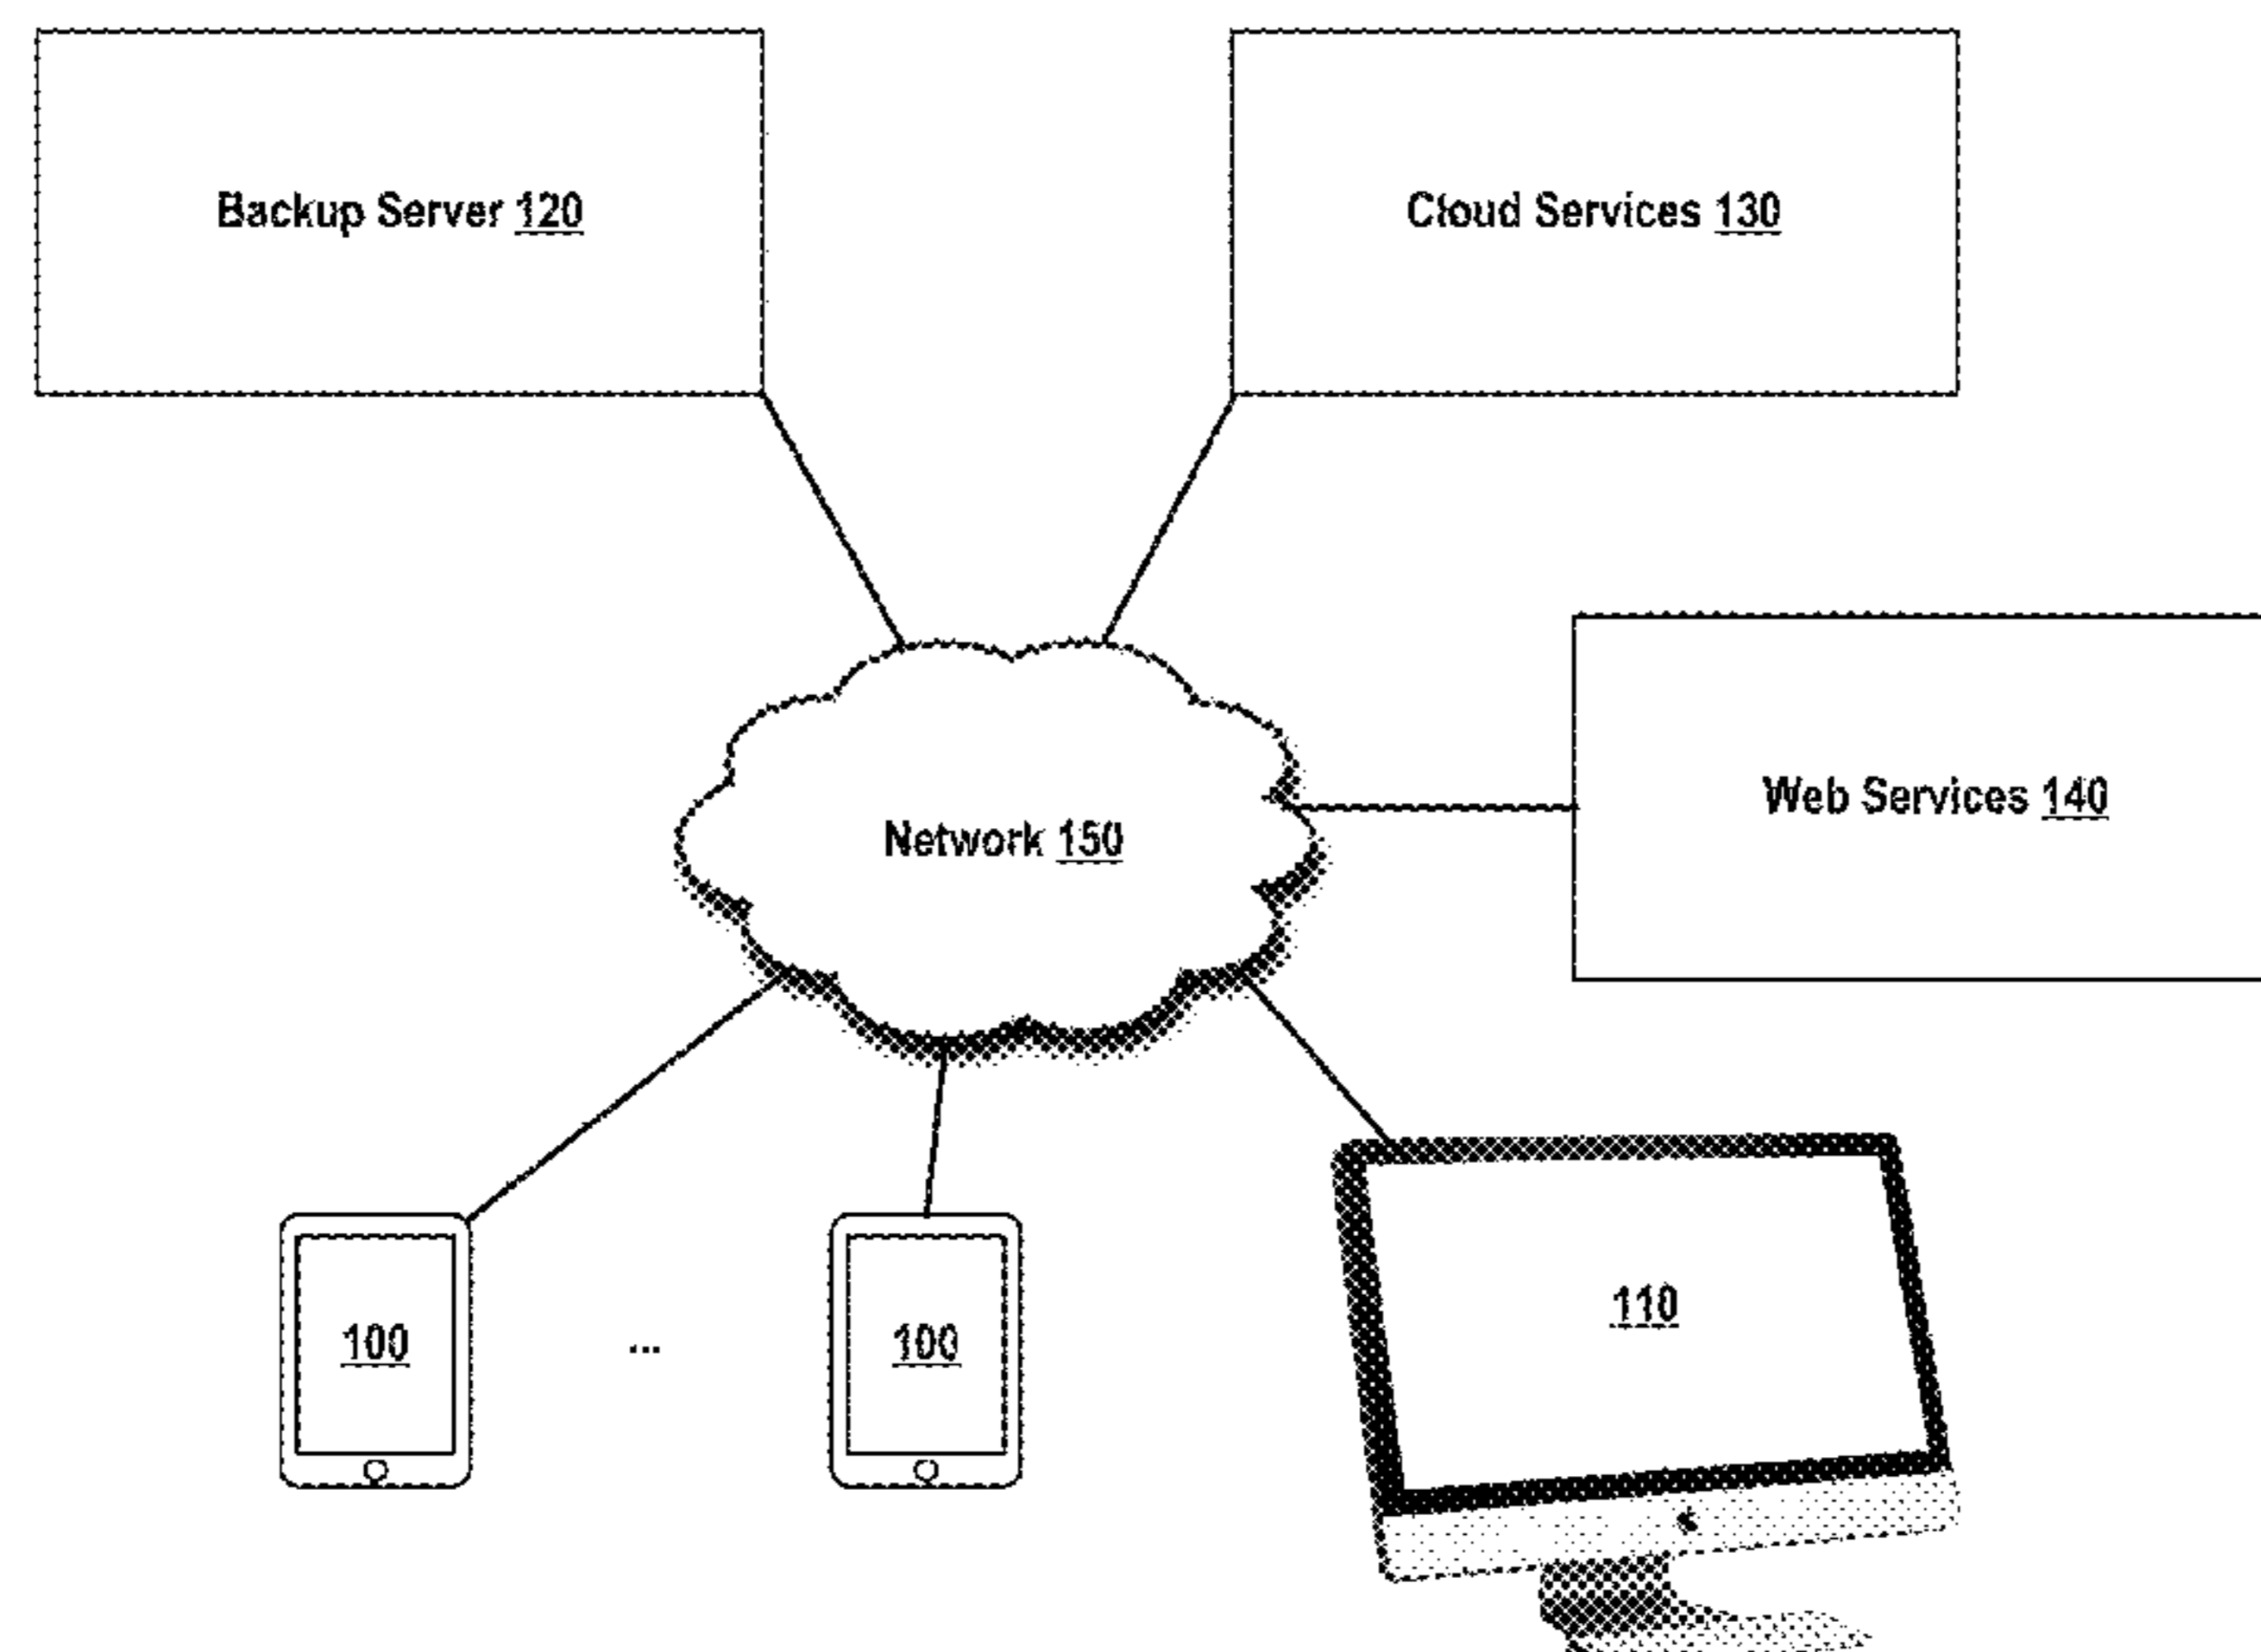 Backup Server 120
Cloud Services 130
Web Services 140
Network 150
100
...
100
110